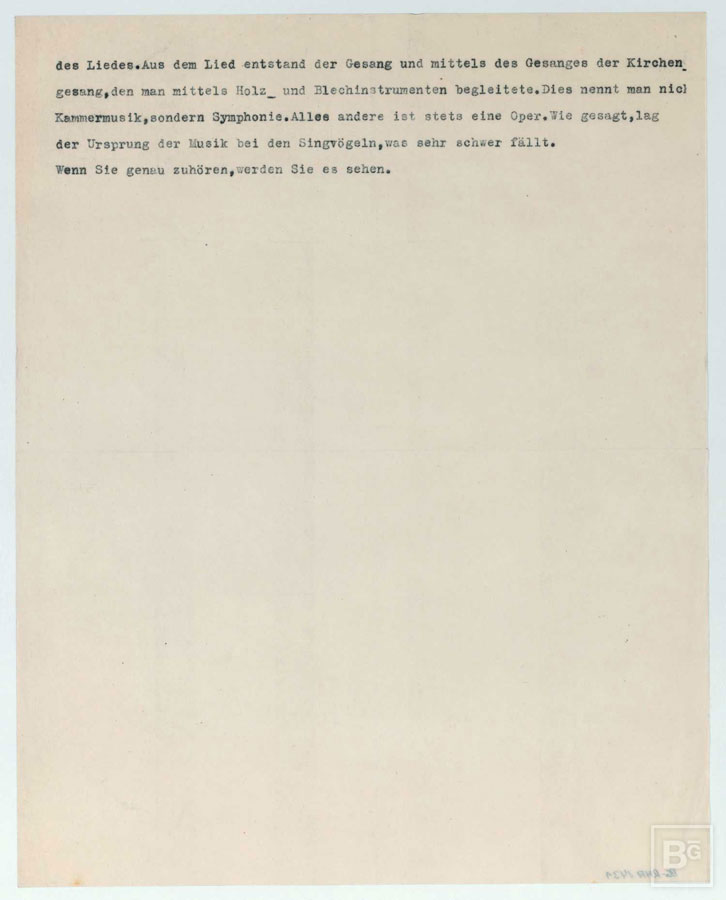 des Liedes.Aus dem Lied entstand der Gesang und mittels des Gesanges der Kirchen_
gesang,den man mittels Holz_ und Blechinstrumenten begleitete.Dies nennt man nicl
Kammermusik,sondern Symphonie.Alles andere ist stets eine Oper.Wie gesagt,lag
der Ursprung der Musik bei den Singvögeln,was sehr schwer fällt.
Wenn Sie genau zuhören,werden Sie es sehen.
BG